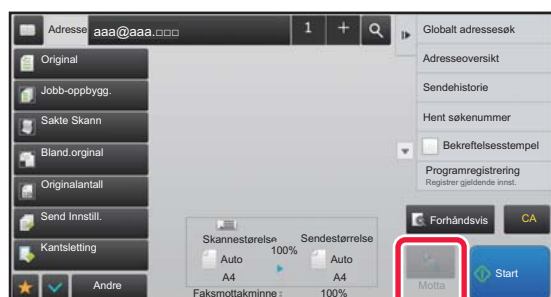 Adresse aaa@aaa.□□□ 1 +
Original
Jobb-oppbygg.
Sakte Skann
Bland.orginal
Originalantall
Send Innstill.
Kantsletting
Andre
Skannestørelse 100% Sendestørrelse
Auto Auto
A4 A4
Faksmottakminne : 100%
Globalt adressesøk
Adresseoversikt
Sendehistorie
Hent søkenummer
Bekreftelsesstempel
Programregistrering
Registrer gjeldende innst.
Forhåndsvis CA
Motta Start